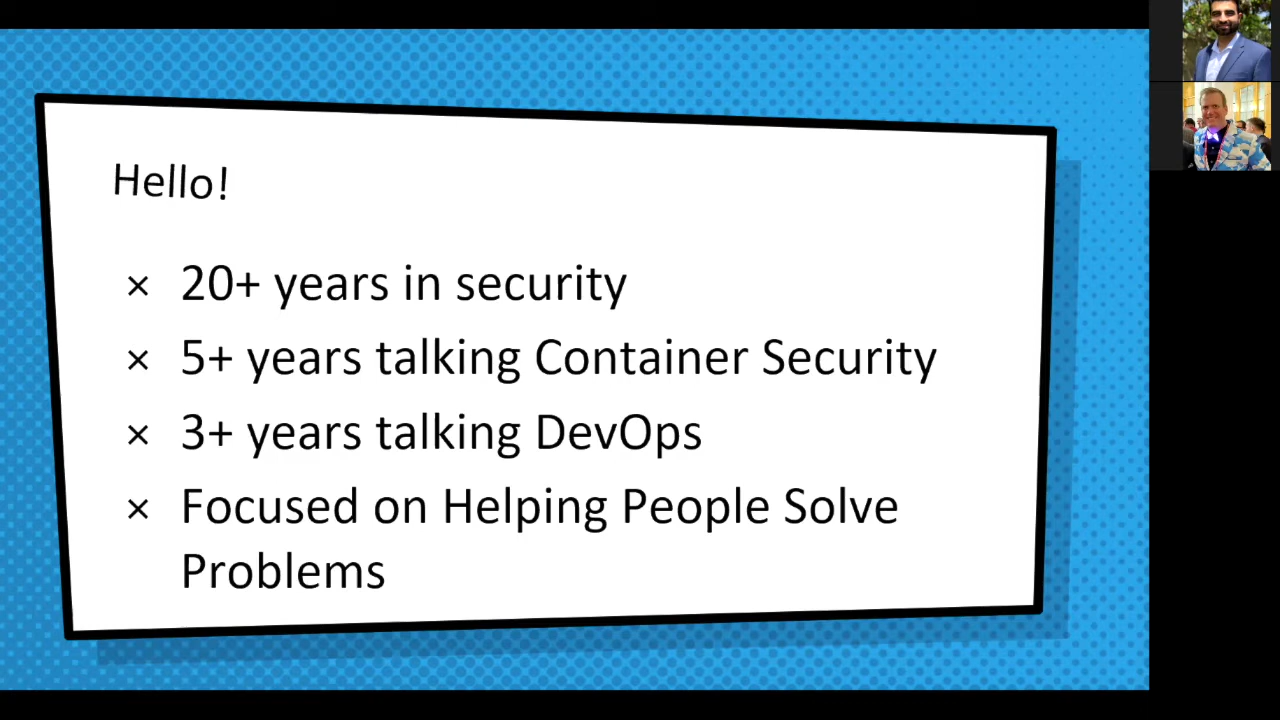 Hello!
× 20+ years in security
× 5+ years talking Container Security
× 3+ years talking DevOps
× Focused on Helping People Solve
Problems